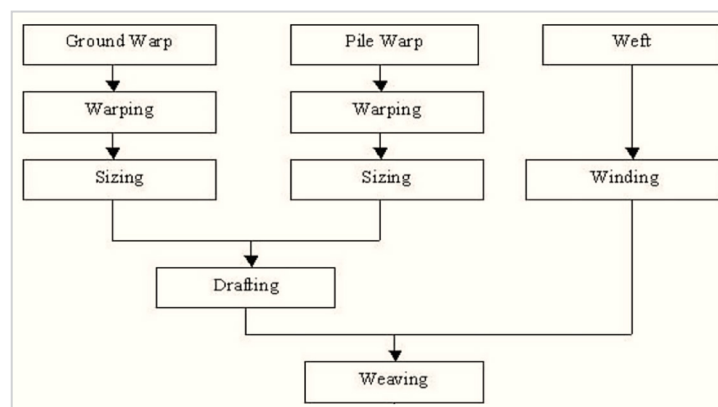 Ground Warp
Pile Warp
Weft
Warping
Warping
Sizing
Sizing
Winding
Drafting
Weaving